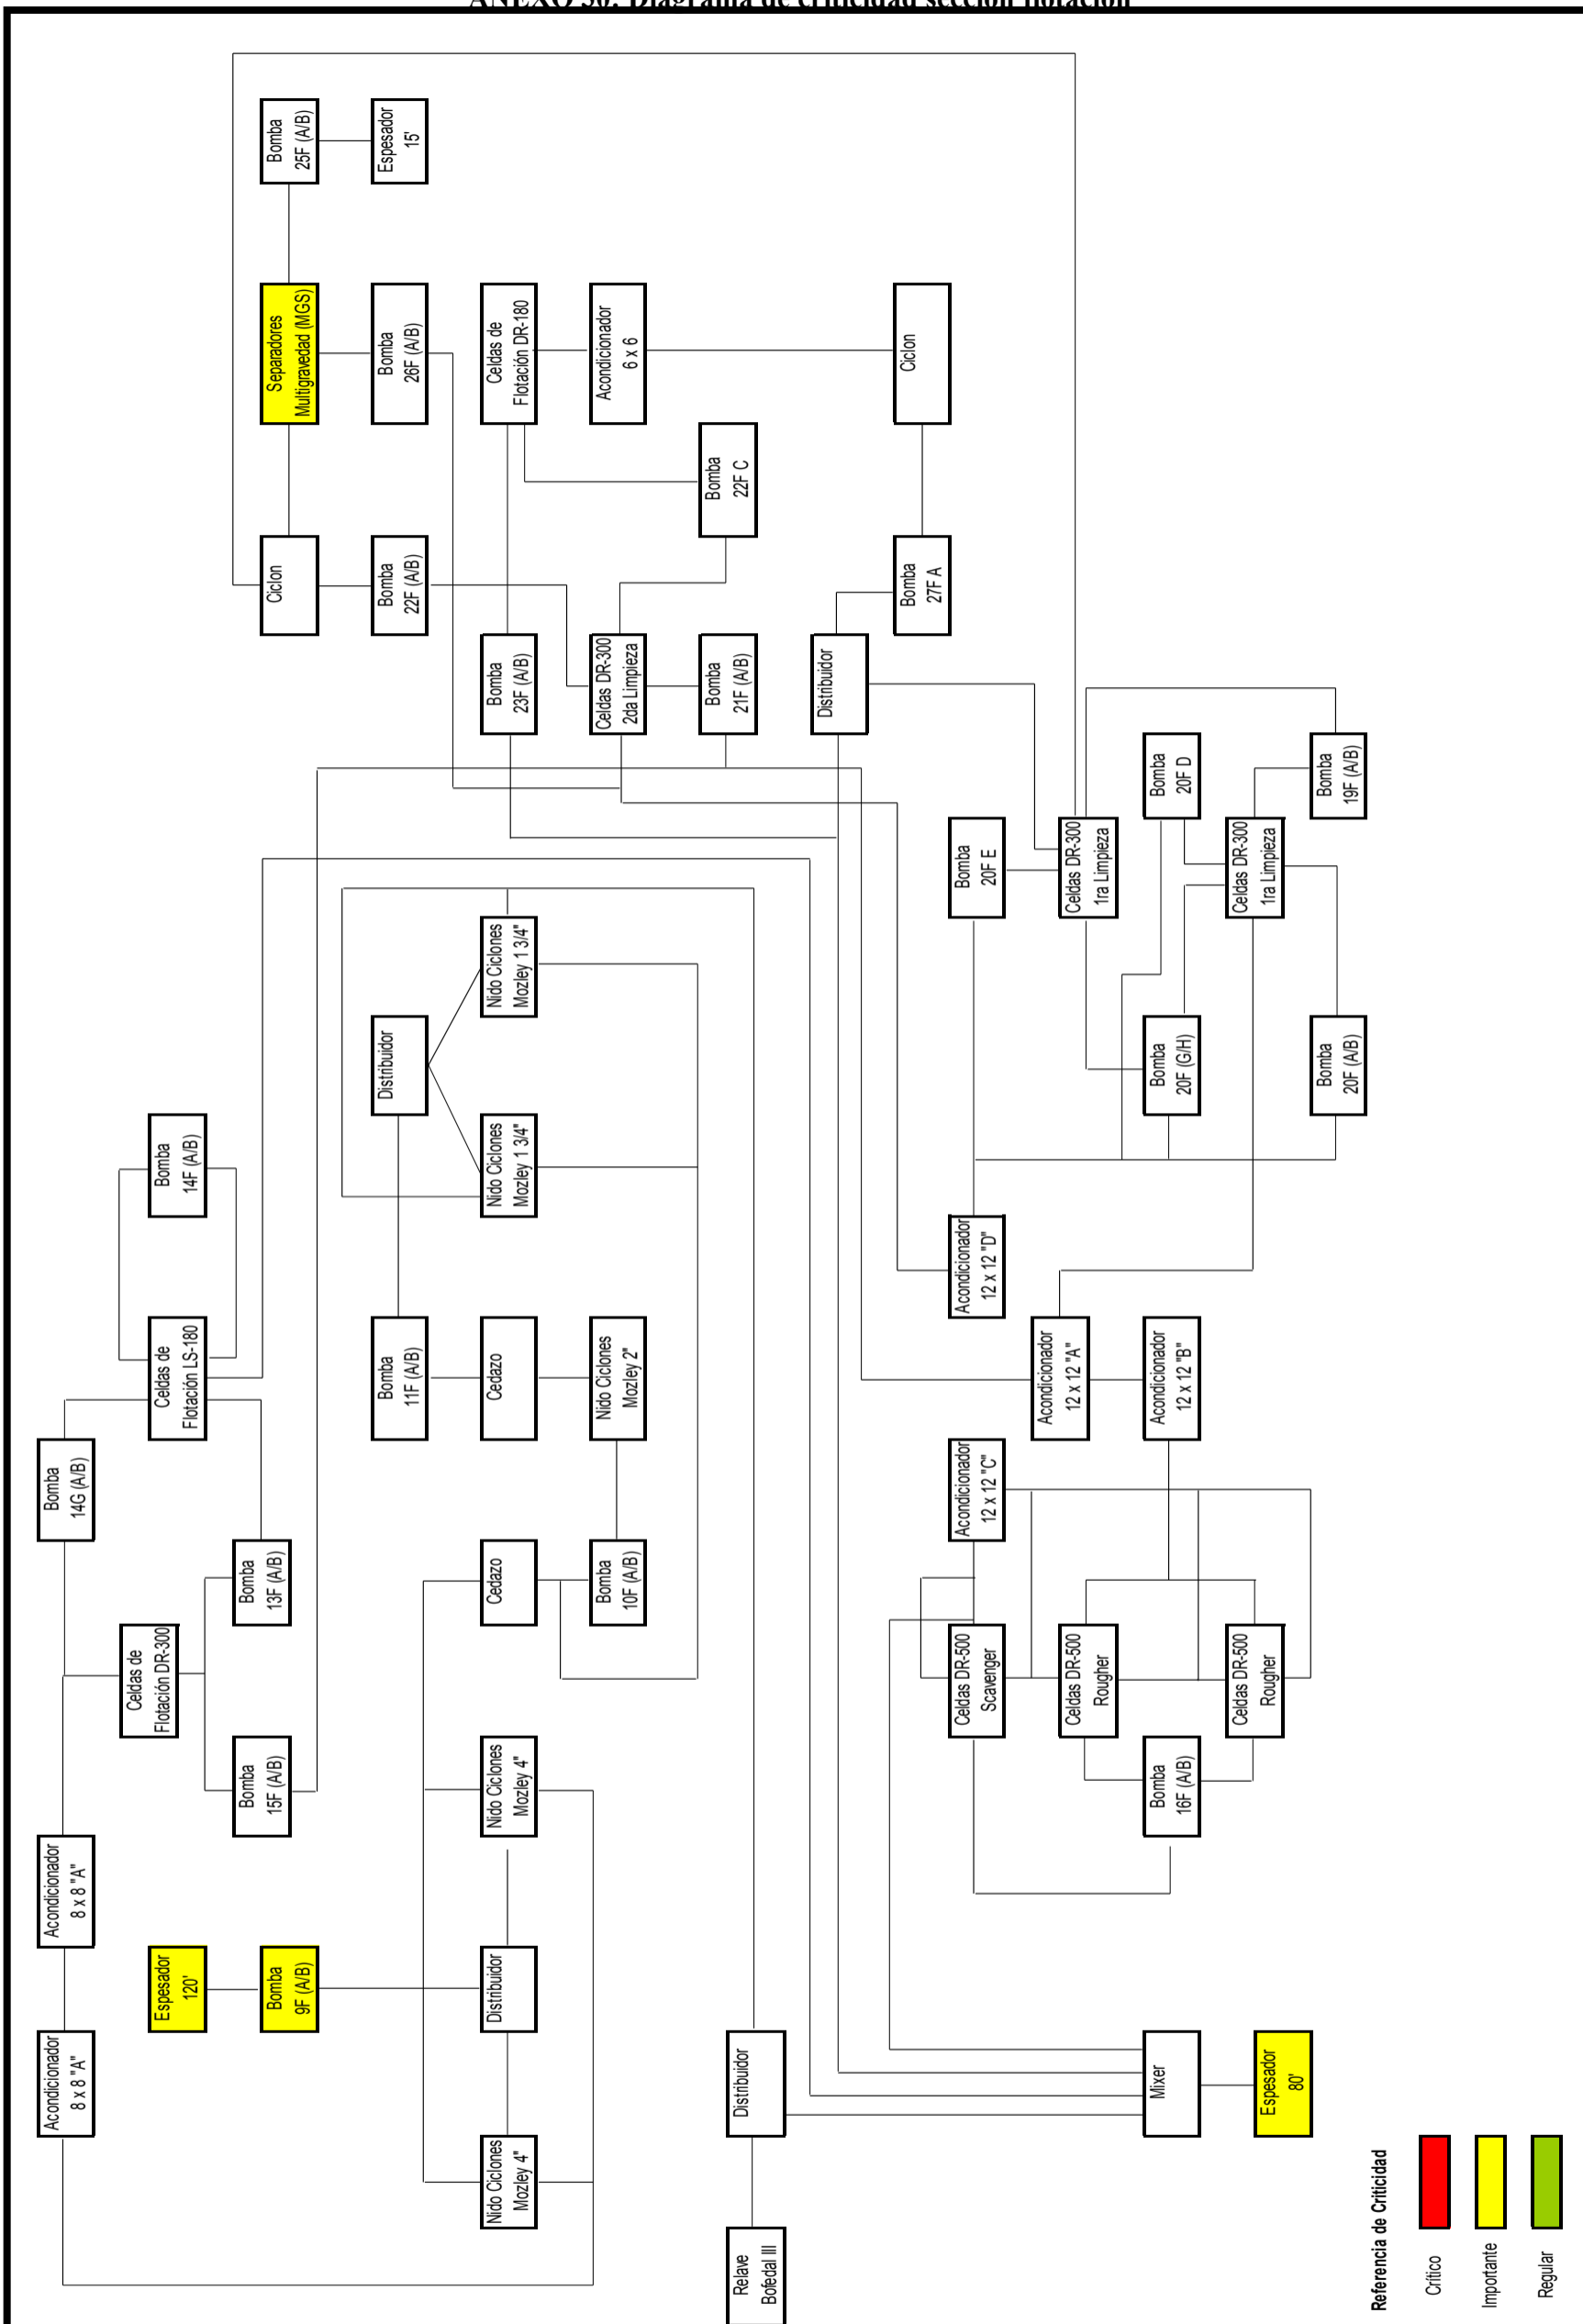 ANEXO 30: Diagrama de criticidad sección flotación
Acondicionador
8 x 8 "A"
Acondicionador
8 x 8 "A"
Bomba
14G (A/B)
Celdas de
Flotación DR-300
Espesador
120'
Celdas de
Flotación LS-180
Bomba
14F (A/B)
Bomba
15F (A/B)
Bomba
13F (A/B)
Bomba
9F (A/B)
Ciclon
Separadores
Multigravedad (MGS)
Bomba
25F (A/B)
Bomba
11F (A/B)
Distribuidor
Bomba
22F (A/B)
Bomba
26F (A/B)
Espesador
15'
Nido Ciclones
Mozley 4"
Distribuidor
Nido Ciclones
Mozley 4"
Cedazo
Cedazo
Nido Ciclones
Mozley 1 3/4"
Nido Ciclones
Mozley 1 3/4"
Bomba
23F (A/B)
Celdas de
Flotación DR-180
Bomba
10F (A/B)
Nido Ciclones
Mozley 2"
Celdas DR-300
2da Limpieza
Acondicionador
6 x 6
Relave
Bofedal III
Distribuidor
Bomba
21F (A/B)
Bomba
22F C
Distribuidor
Bomba
27F A
Ciclon
Celdas DR-500
Scavenger
Acondicionador
12 x 12 "C"
Acondicionador
12 x 12 "D"
Bomba
20F E
Celdas DR-500
Rougher
Acondicionador
12 x 12 "A"
Celdas DR-300
1ra Limpieza
Mixer
Bomba
16F (A/B)
Acondicionador
12 x 12 "B"
Bomba
20F (G/H)
Bomba
20F D
Espesador
80'
Celdas DR-500
Rougher
Celdas DR-300
1ra Limpieza
Bomba
20F (A/B)
Bomba
19F (A/B)
Referencia de Criticidad
Crítico
Importante
Regular